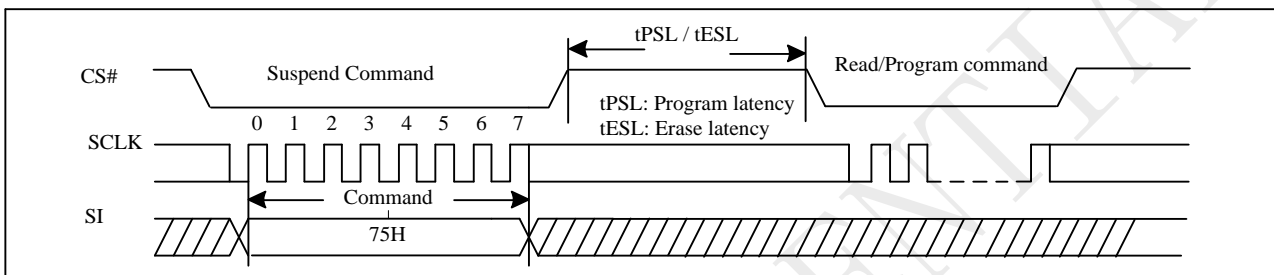 tPSL / tESL
CS#
Suspend Command
Read/Program command
tPSL: Program latency
tESL: Erase latency
0 1 2 3 4 5 6 7
SCLK
Command
SI
75H